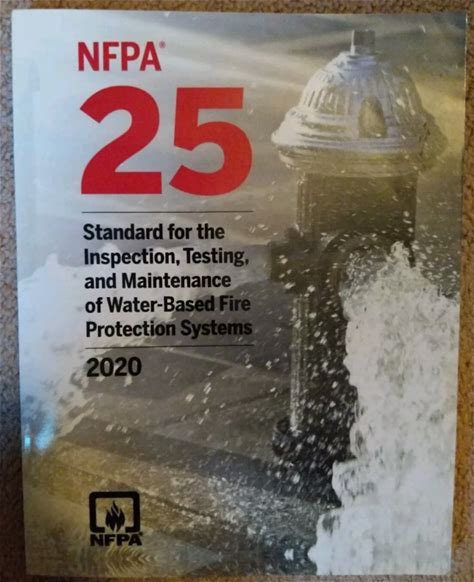 NFPA®
25
Standard for the
Inspection, Testing,
and Maintenance
of Water-Based Fire
Protection Systems
2020
NFPA®